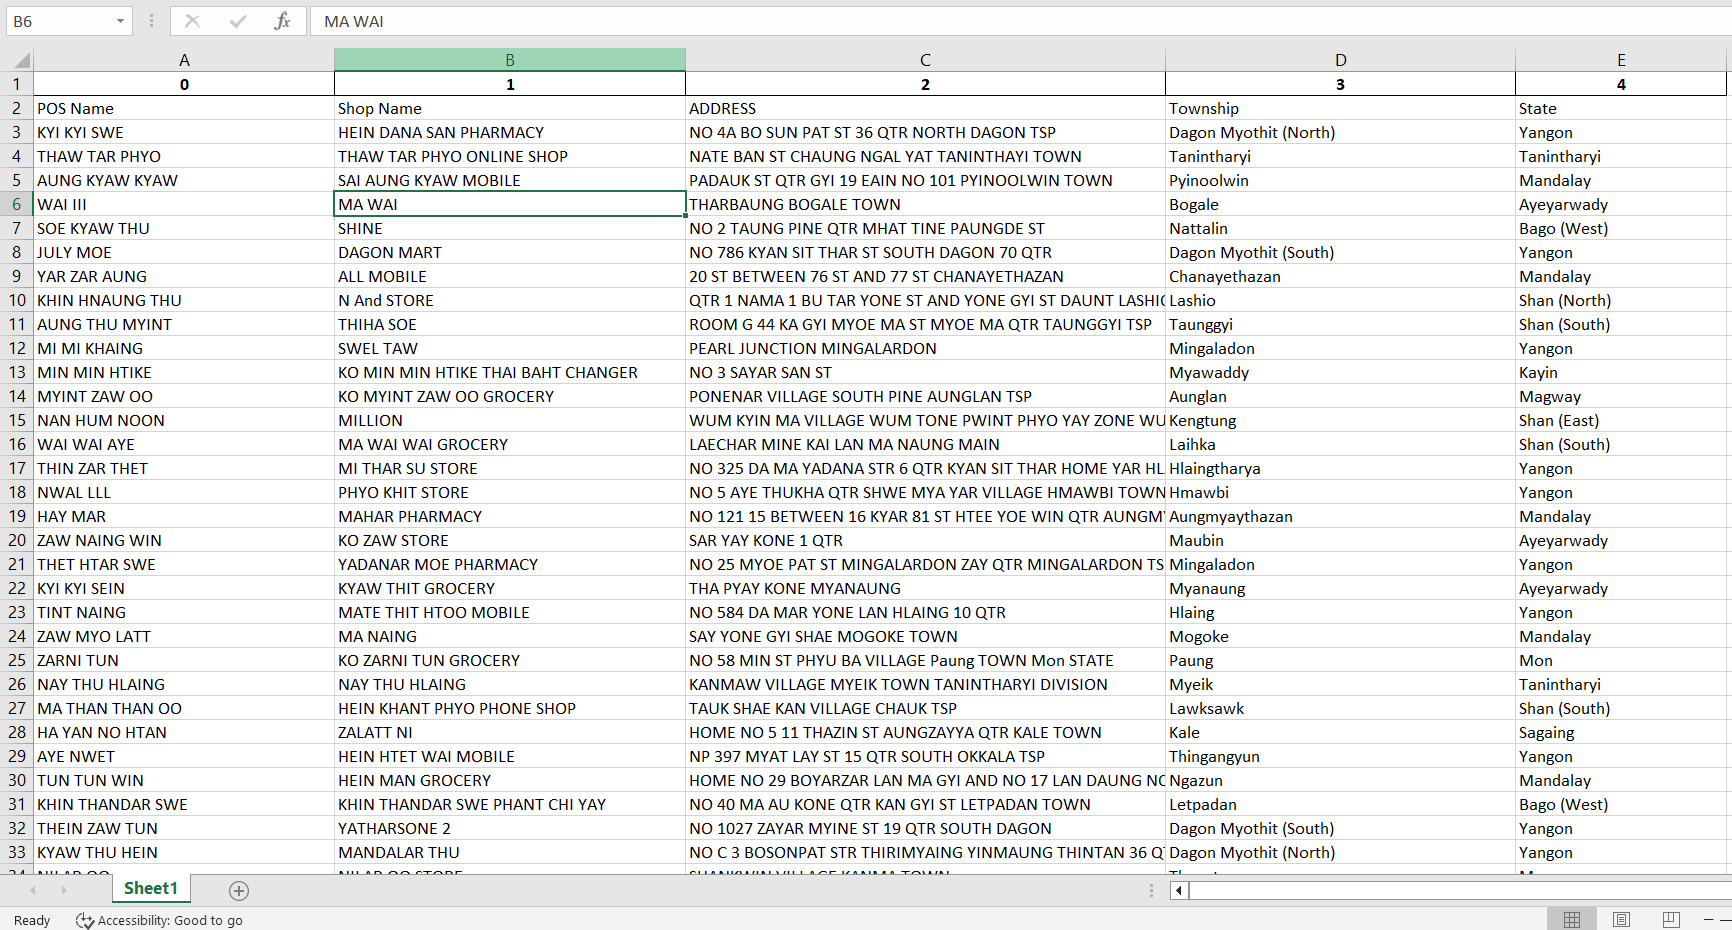 B6 fx MA WAI
A B C D E
1 0 1 2 3 4
2 POS Name Shop Name ADDRESS Township State
3 KYI KYI SWE HEIN DANA SAN PHARMACY NO 4A BO SUN PAT ST 36 QTR NORTH DAGON TSP Dagon Myothit (North) Yangon
4 THAW TAR PHYO THAW TAR PHYO ONLINE SHOP NATE BAN ST CHAUNG NGAL YAT TANINTHAYI TOWN Tanintharyi Tanintharyi
5 AUNG KYAW KYAW SAI AUNG KYAW MOBILE PADAUK ST QTR GYI 19 EAIN NO 101 PYINOOLWIN TOWN Pyinoolwin Mandalay
6 WAI III MA WAI THARBAUNG BOGALE TOWN Bogale Ayeyarwady
7 SOE KYAW THU SHINE NO 2 TAUNG PINE QTR MHAT TINE PAUNGDE ST Nattalin Bago (West)
8 JULY MOE DAGON MART NO 786 KYAN SIT THAR ST SOUTH DAGON 70 QTR Dagon Myothit (South) Yangon
9 YAR ZAR AUNG ALL MOBILE 20 ST BETWEEN 76 ST AND 77 ST CHANAYETHAZAN Chanayethazan Mandalay
10 KHIN HNAUNG THU N And STORE QTR 1 NAMA 1 BU TAR YONE ST AND YONE GYI ST DAUNT LASHIO Lashio Shan (North)
11 AUNG THU MYINT THIHA SOE ROOM G 44 KA GYI MYOE MA ST MYOE MA QTR TAUNGGYI TSP Taunggyi Shan (South)
12 MI MI KHAING SWEL TAW PEARL JUNCTION MINGALARDON Mingaladon Yangon
13 MIN MIN HTIKE KO MIN MIN HTIKE THAI BAHT CHANGER NO 3 SAYAR SAN ST Myawaddy Kayin
14 MYINT ZAW OO KO MYINT ZAW OO GROCERY PONENAR VILLAGE SOUTH PINE AUNGLAN TSP Aunglan Magway
15 NAN HUM NOON MILLION WUM KYIN MA VILLAGE WUM TONE PWINT PHYO YAY ZONE WU Kengtung Shan (East)
16 WAI WAI AYE MA WAI WAI GROCERY LAECHAR MINE KAI LAN MA NAUNG MAIN Laihka Shan (South)
17 THIN ZAR THET MI THAR SU STORE NO 325 DA MA YADANA STR 6 QTR KYAN SIT THAR HOME YAR HL Hlaingtharya Yangon
18 NWAL LLL PHYO KHIT STORE NO 5 AYE THUKHA QTR SHWE MYA YAR VILLAGE HMAWBI TOWN Hmawbi Yangon
19 HAY MAR MAHAR PHARMACY NO 121 15 BETWEEN 16 KYAR 81 ST HTEE YOE WIN QTR AUNGMY Aungmyaythazan Mandalay
20 ZAW NAING WIN KO ZAW STORE SAR YAY KONE 1 QTR Maubin Ayeyarwady
21 THET HTAR SWE YADANAR MOE PHARMACY NO 25 MYOE PAT ST MINGALARDON ZAY QTR MINGALARDON TS Mingaladon Yangon
22 KYI KYI SEIN KYAW THIT GROCERY THA PYAY KONE MYANAUNG Myanaung Ayeyarwady
23 TINT NAING MATE THIT HTOO MOBILE NO 584 DA MAR YONE LAN HLAING 10 QTR Hlaing Yangon
24 ZAW MYO LATT MA NAING SAY YONE GYI SHAE MOGOKE TOWN Mogoke Mandalay
25 ZARNI TUN KO ZARNI TUN GROCERY NO 58 MIN ST PHYU BA VILLAGE Paung TOWN Mon STATE Paung Mon
26 NAY THU HLAING NAY THU HLAING KANMAW VILLAGE MYEIK TOWN TANINTHARYI DIVISION Myeik Tanintharyi
27 MA THAN THAN OO HEIN KHANT PHYO PHONE SHOP TAUK SHAE KAN VILLAGE CHAUK TSP Lawksawk Shan (South)
28 HA YAN NO HTAN ZALATT NI HOME NO 5 11 THAZIN ST AUNGZAYYA QTR KALE TOWN Kale Sagaing
29 AYE NWET HEIN HTET WAI MOBILE NP 397 MYAT LAY ST 15 QTR SOUTH OKKALA TSP Thingangyun Yangon
30 TUN TUN WIN HEIN MAN GROCERY HOME NO 29 BOYARZAR LAN MA GYI AND NO 17 LAN DAUNG Ngazun Mandalay
31 KHIN THANDAR SWE KHIN THANDAR SWE PHANT CHI YAY NO 40 MA AU KONE QTR KAN GYI ST LETPADAN TOWN Letpadan Bago (West)
32 THEIN ZAW TUN YATHARSONE 2 NO 1027 ZAYAR MYINE ST 19 QTR SOUTH DAGON Dagon Myothit (South) Yangon
33 KYAW THU HEIN MANDALAR THU NO C 3 BOSONPAT STR THIRIMYAING YINMAUNG THINTAN 36 Dagon Myothit (North) Yangon
Sheet1
Ready Accessibility: Good to go